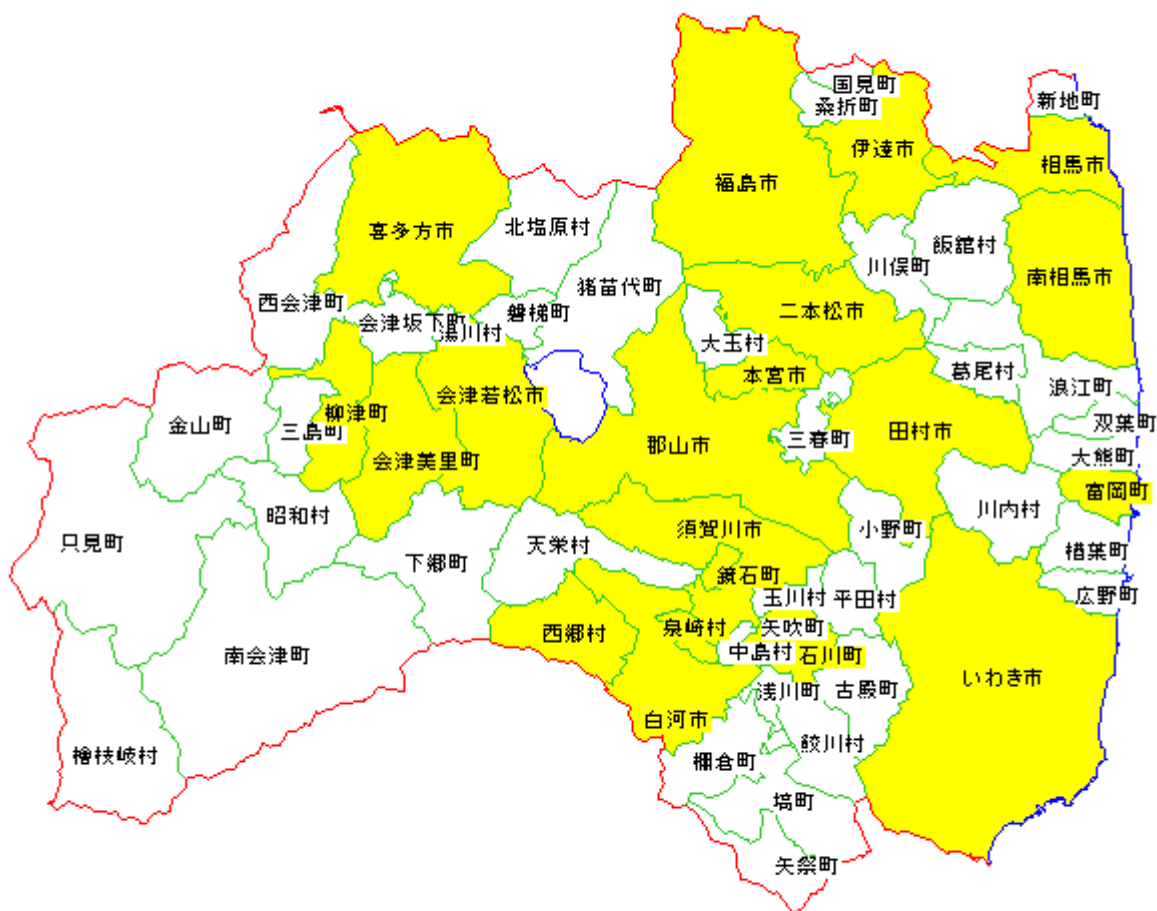 国見町
新地町
桑折町
伊達市
相馬市
福島市
喜多方市
北塩原村
飯舘村
川俣町
南相馬市
猪苗代町
西会津町
磐梯町
二本松市
会津坂下町
湯川村
大玉村
葛尾村
本宮市
浪江町
会津若松市
柳津町
双葉町
金山町
三島町
三春町
田村市
郡山市
大熊町
会津美里町
富岡町
昭和村
川内村
須賀川市
小野町
只見町
天栄村
楢葉町
下郷町
鏡石町
広野町
玉川村
平田村
西郷村
泉崎村
矢吹町
中島村
石川町
南会津町
いわき市
浅川町
古殿町
白河市
鮫川村
檜枝岐村
棚倉町
塙町
矢祭町